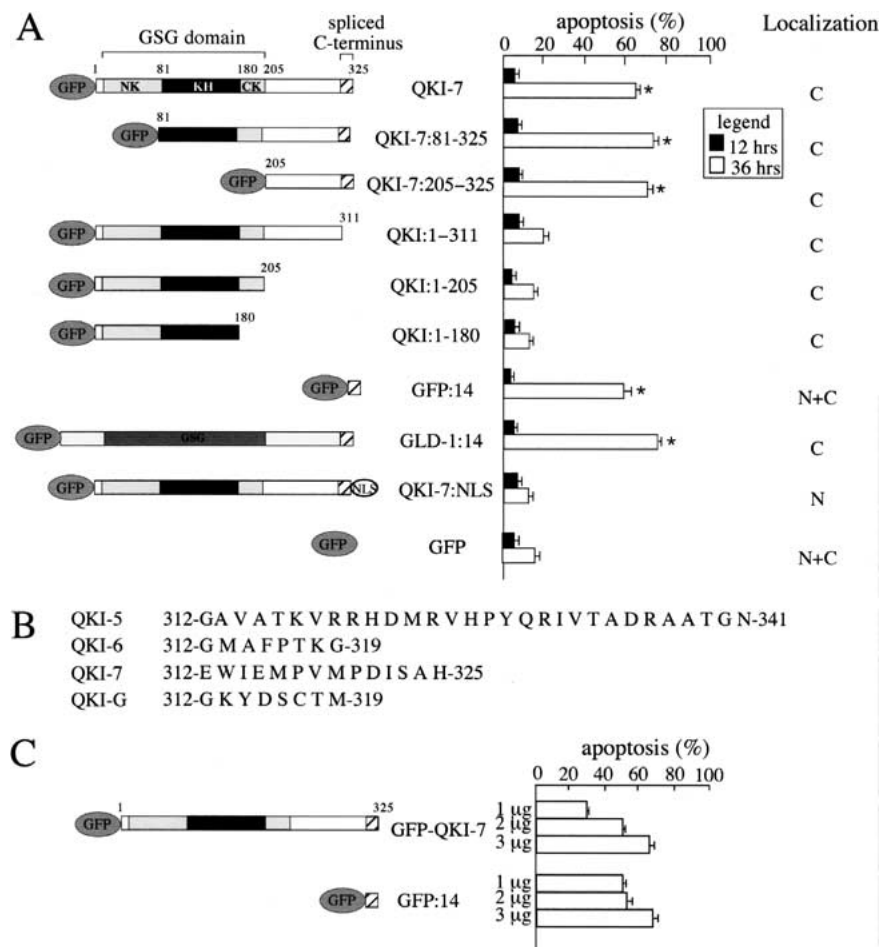 A
GSG domain
spliced
C-terminus
apoptosis (%)
Localization
0 20 60 80 100
1 81 180 205 325
GFP NK KH CK QKI-7 * C
legend
12 hrs
36 hrs
81
GFP QKI-7:81-325 * C
205
GFP QKI-7:205–325 * C
311
GFP QKI:1–311 C
205
GFP QKI:1-205 C
180
GFP QKI:1-180 C
GFP GFP:14 * N+C
GFP GSG GLD-1:14 * C
GFP NLS QKI-7:NLS N
GFP GFP N+C
B
QKI-5 312-G A V A T K V R R H D M R V H P Y Q R I V T A D R A A T G N-341
QKI-6 312-G M A F P T K G-319
QKI-7 312-E W I E M P V M P D I S A H-325
QKI-G 312-G K Y D S C T M-319
C
apoptosis (%)
0 20 40 60 80 100
1 325
GFP GFP-QKI-7
1 µg
2 µg
3 µg
GFP GFP:14
1 µg
2 µg
3 µg